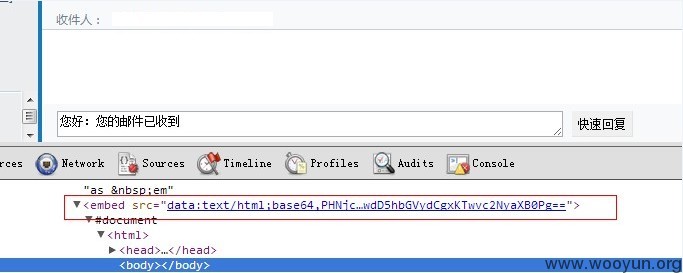 收件人：
您好：您的邮件已收到
快速回复
rces Network Sources Timeline Profiles Audits Console
"as &nbsp;em"
▼<embed src="data:text/html;base64,PHNjc…wdD5hbGVydCgxKTwvc2NyaXB0Pg==">
▼#document
▼<html>
▶<head>…</head>
<body></body>
www.wooyun.org